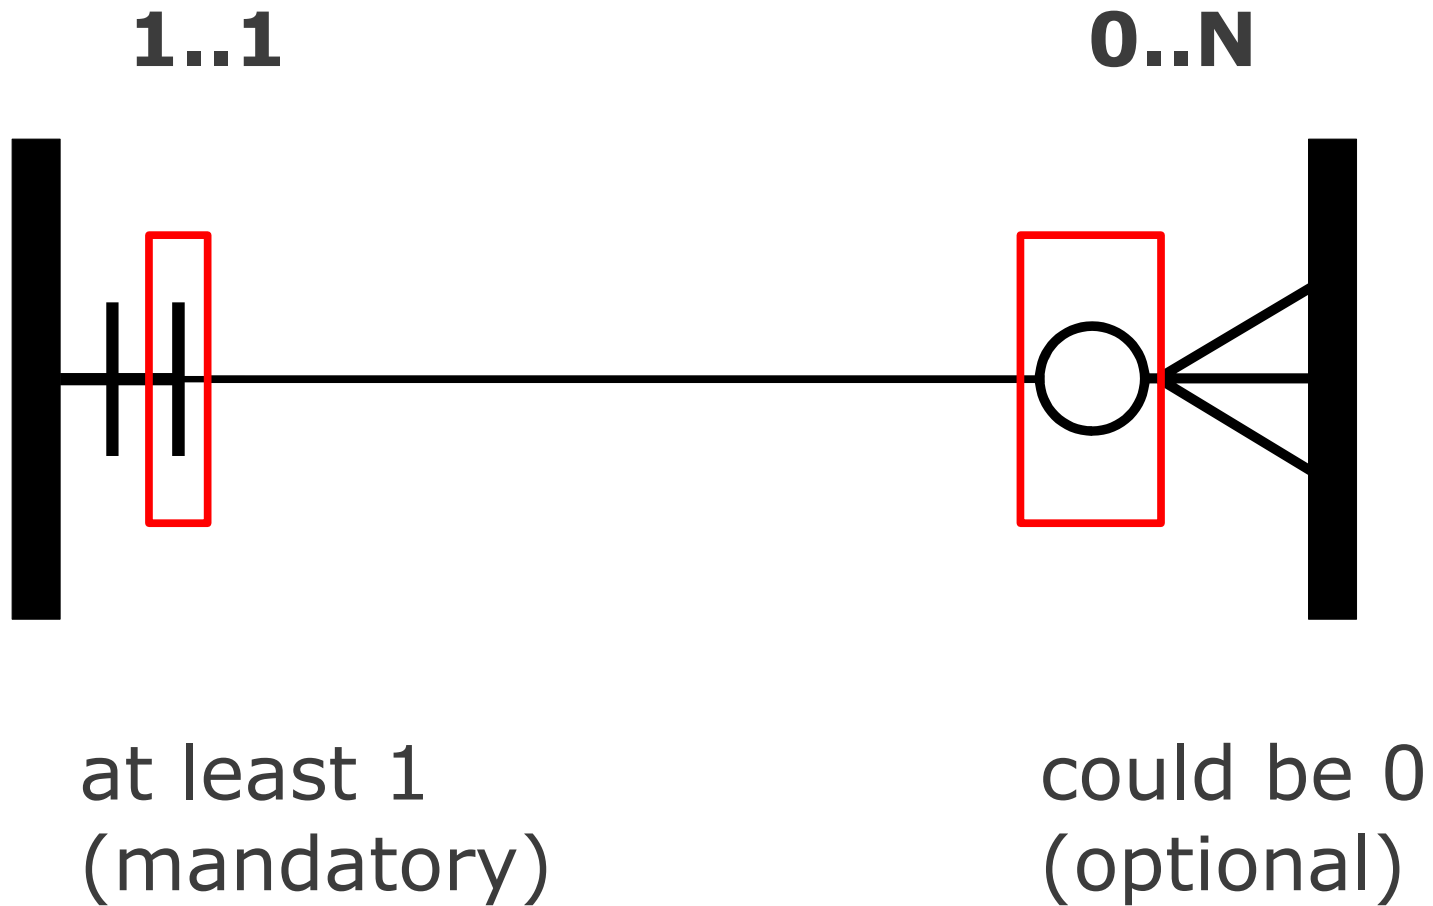 1..1
0..N
at least 1
(mandatory)
could be 0
(optional)